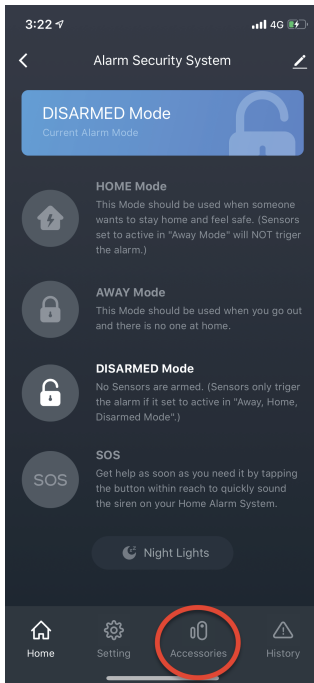 3:22
4G
Alarm Security System
DISARMED Mode
Current Alarm Mode
HOME Mode
This Mode should be used when someone
wants to stay home and feel safe. (Sensors
set to active in "Away Mode" will NOT triger
the alarm.)
AWAY Mode
This Mode should be used when you go out
and there is no one at home.
DISARMED Mode
No Sensors are armed. (Sensors only triger
the alarm if it set to active in "Away, Home,
Disarmed Mode".)
SOS
SOS
Get help as soon as you need it by tapping
the button within reach to quickly sound
the siren on your Home Alarm System.
Night Lights
Home Setting Accessories History